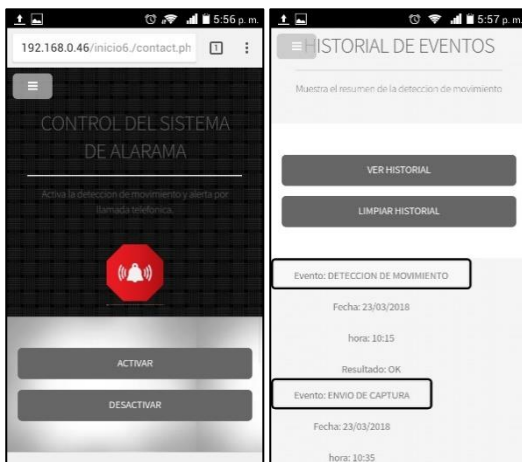 5:56 p. m.
192.168.0.46/inicio6./contact.ph
1
CONTROL DEL SISTEMA
DE ALARAMA
Activa la deteccion de movimiento y alerta por
llamada telefonica.
ACTIVAR
DESACTIVAR
5:57 p. m.
HISTORIAL DE EVENTOS
Muestra el resumen de la deteccion de movimiento
VER HISTORIAL
LIMPIAR HISTORIAL
Evento: DETECCION DE MOVIMIENTO
Fecha: 23/03/2018
hora: 10:15
Resultado: OK
Evento: ENVIO DE CAPTURA
Fecha: 23/03/2018
hora: 10:35